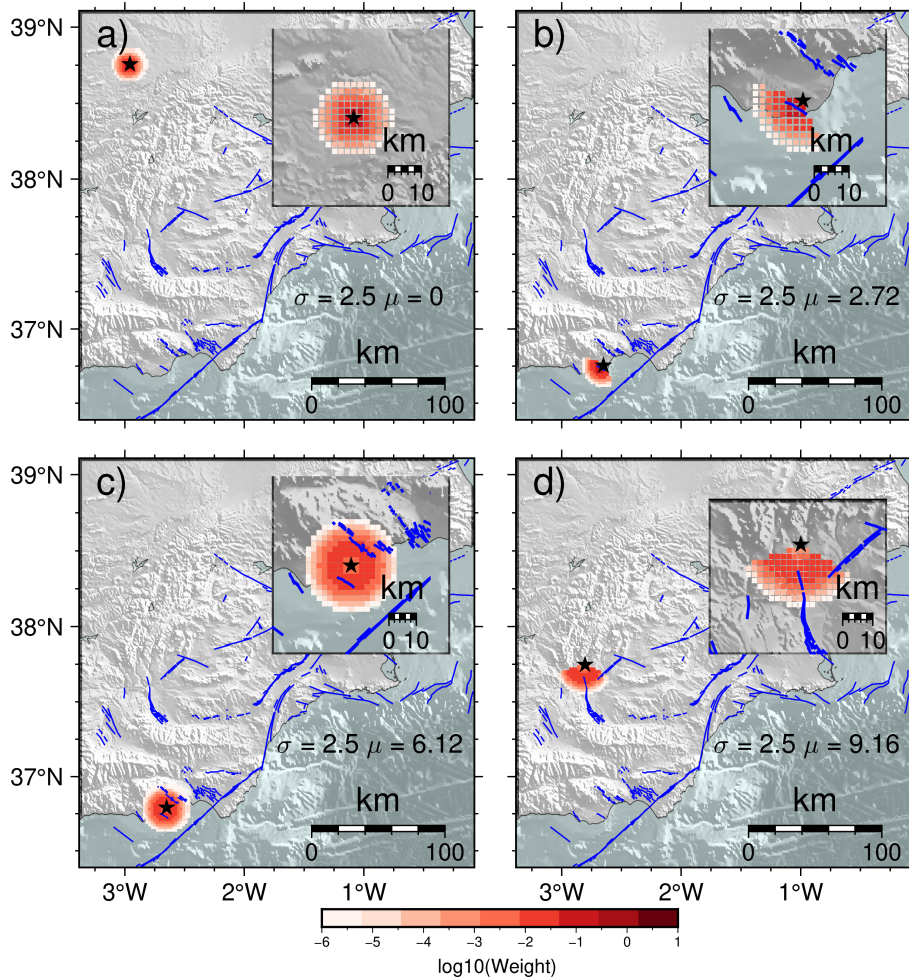 39°N
a)
b)
km
0 10
km
0 10
38°N
σ = 2.5 μ = 0
σ = 2.5 μ = 2.72
37°N
km
0 100
km
0 100
39°N
c)
d)
km
0 10
km
0 10
38°N
σ = 2.5 μ = 6.12
σ = 2.5 μ = 9.16
37°N
km
0 100
km
0 100
3°W 2°W 1°W 3°W 2°W 1°W
−6 −5 −4 −3 −2 −1 0 1
log10(Weight)